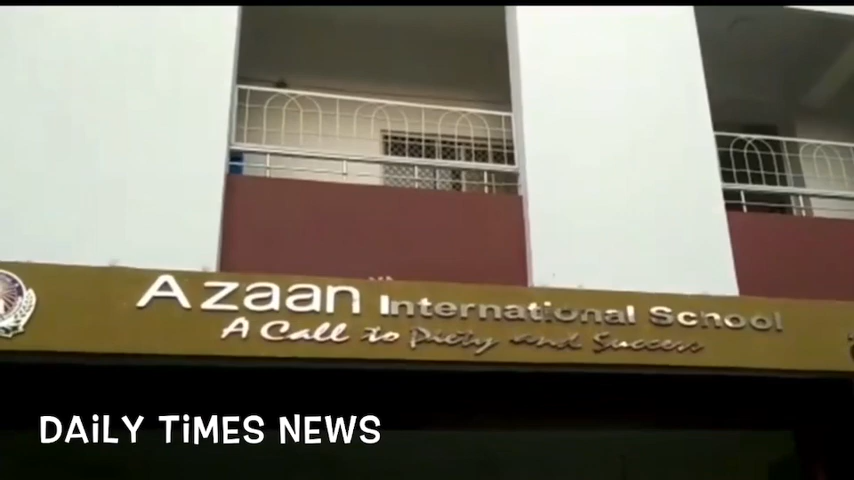 Azaan International School
A Call to Piety and Success
DAiLY TiMES NEWS